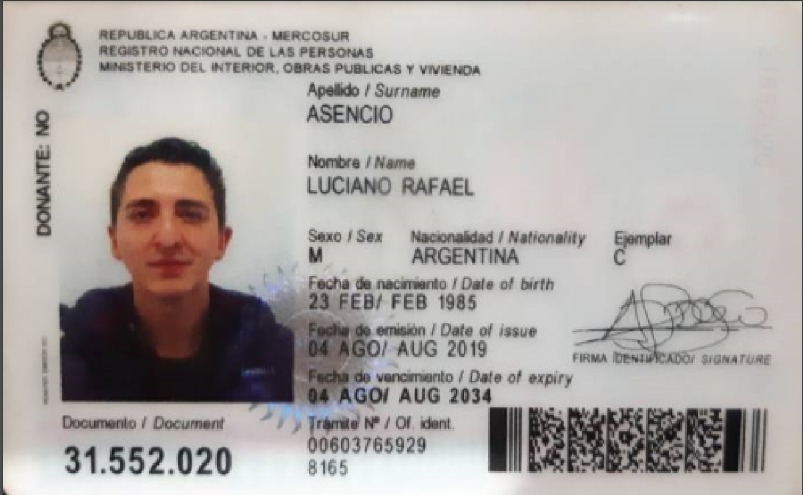 REPUBLICA ARGENTINA - MERCOSUR
REGISTRO NACIONAL DE LAS PERSONAS
MINISTERIO DEL INTERIOR, OBRAS PUBLICAS Y VIVIENDA
Apellido / Surname
ASENCIO
DONANTE: NO
Nombre / Name
LUCIANO RAFAEL
Sexo / Sex Nacionalidad / Nationality Ejemplar
M ARGENTINA C
Fecha de nacimiento / Date of birth
23 FEB/ FEB 1985
Fecha de emisión / Date of issue
04 AGO/ AUG 2019
FIRMA IDENTIFICADO/ SIGNATURE
Fecha de vencimiento / Date of expiry
04 AGO/ AUG 2034
Documento / Document Trámite Nº / Of. ident.
31.552.020 00603765929
8165